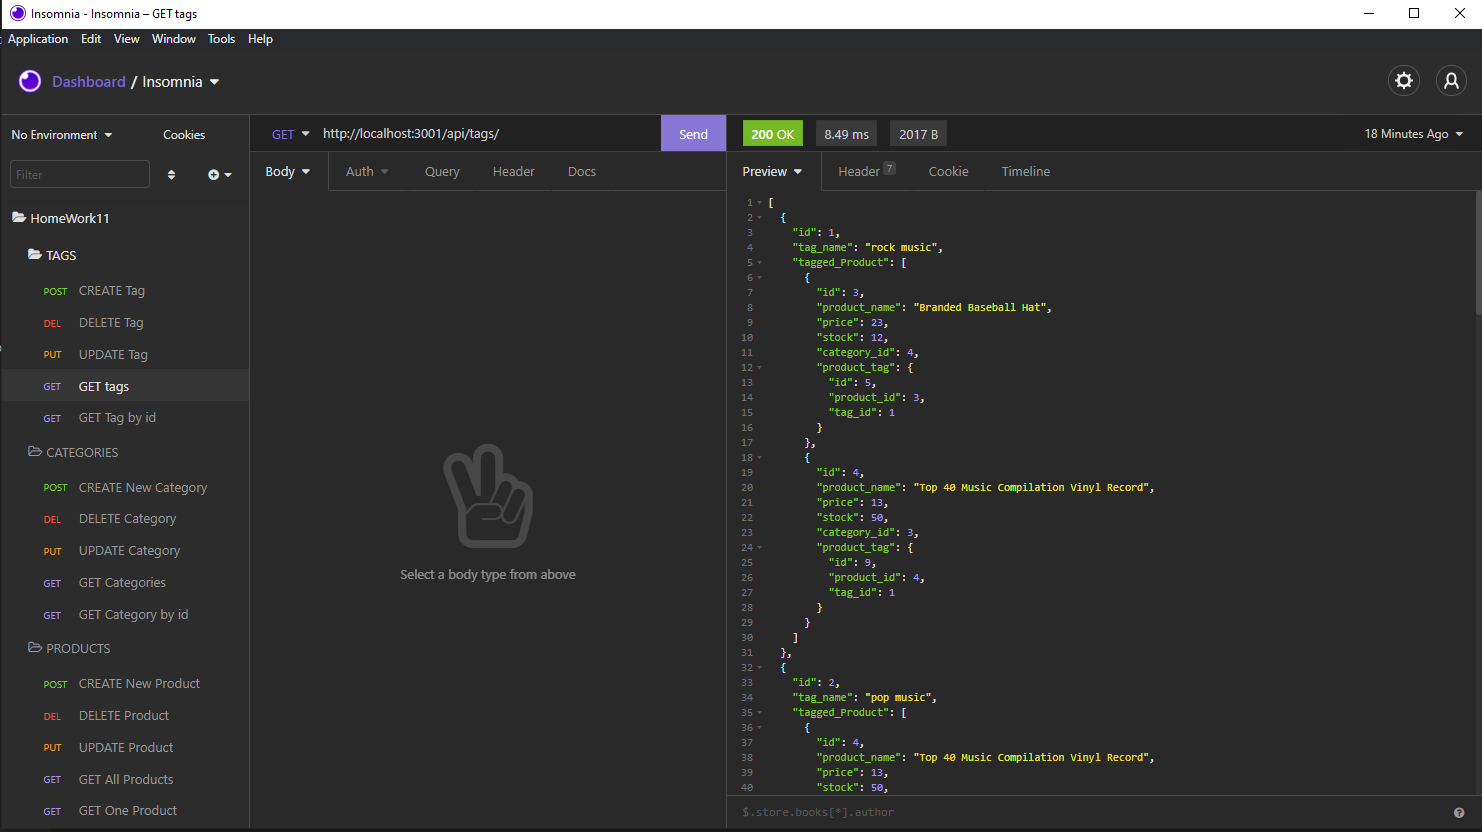 Insomnia - Insomnia – GET tags
Application Edit View Window Tools Help
Dashboard / Insomnia
No Environment Cookies
Filter
HomeWork11
TAGS
POST CREATE Tag
DEL DELETE Tag
PUT UPDATE Tag
GET GET tags
GET GET Tag by id
CATEGORIES
POST CREATE New Category
DEL DELETE Category
PUT UPDATE Category
GET GET Categories
GET GET Category by id
PRODUCTS
POST CREATE New Product
DEL DELETE Product
PUT UPDATE Product
GET GET All Products
GET GET One Product
GET http://localhost:3001/api/tags/ Send
Body Auth Query Header Docs
Select a body type from above
200 OK 8.49 ms 2017 B 18 Minutes Ago
Preview Header 7 Cookie Timeline
1 [
2 {
3 "id": 1,
4 "tag_name": "rock music",
5 "tagged_Product": [
6 {
7 "id": 3,
8 "product_name": "Branded Baseball Hat",
9 "price": 23,
10 "stock": 12,
11 "category_id": 4,
12 "product_tag": {
13 "id": 5,
14 "product_id": 3,
15 "tag_id": 1
16 }
17 },
18 {
19 "id": 4,
20 "product_name": "Top 40 Music Compilation Vinyl Record",
21 "price": 13,
22 "stock": 50,
23 "category_id": 3,
24 "product_tag": {
25 "id": 9,
26 "product_id": 4,
27 "tag_id": 1
28 }
29 }
30 ]
31 },
32 {
33 "id": 2,
34 "tag_name": "pop music",
35 "tagged_Product": [
36 {
37 "id": 4,
38 "product_name": "Top 40 Music Compilation Vinyl Record",
39 "price": 13,
40 "stock": 50,
$.store.books[*].author